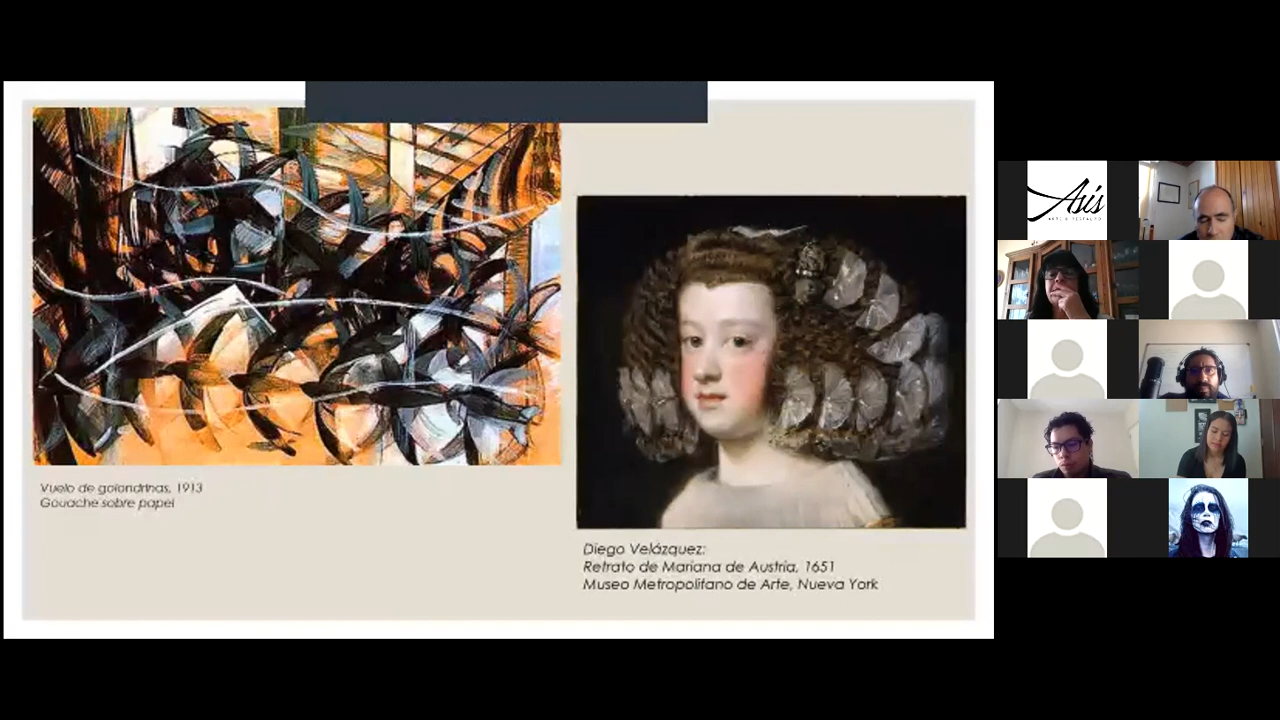 Vuelo de golondrinas, 1913
Gouache sobre papel
Diego Velázquez:
Retrato de Mariana de Austria, 1651
Museo Metropolitano de Arte, Nueva York
Asis